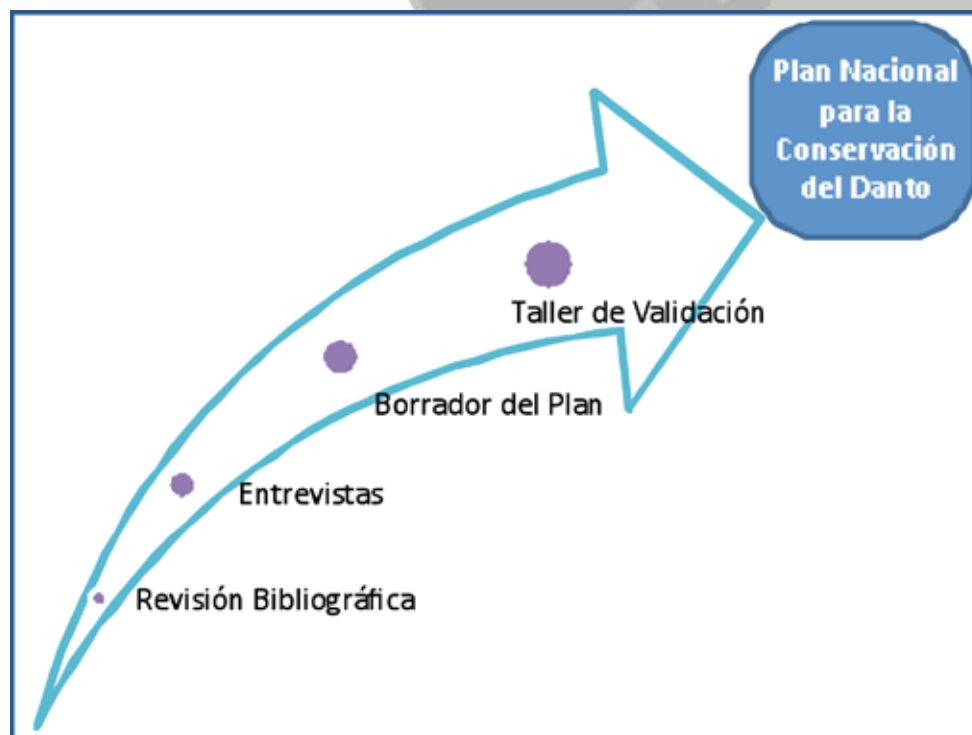 Plan Nacional
para la
Conservación
del Danto
Taller de Validación
Borrador del Plan
Entrevistas
Revisión Bibliográfica